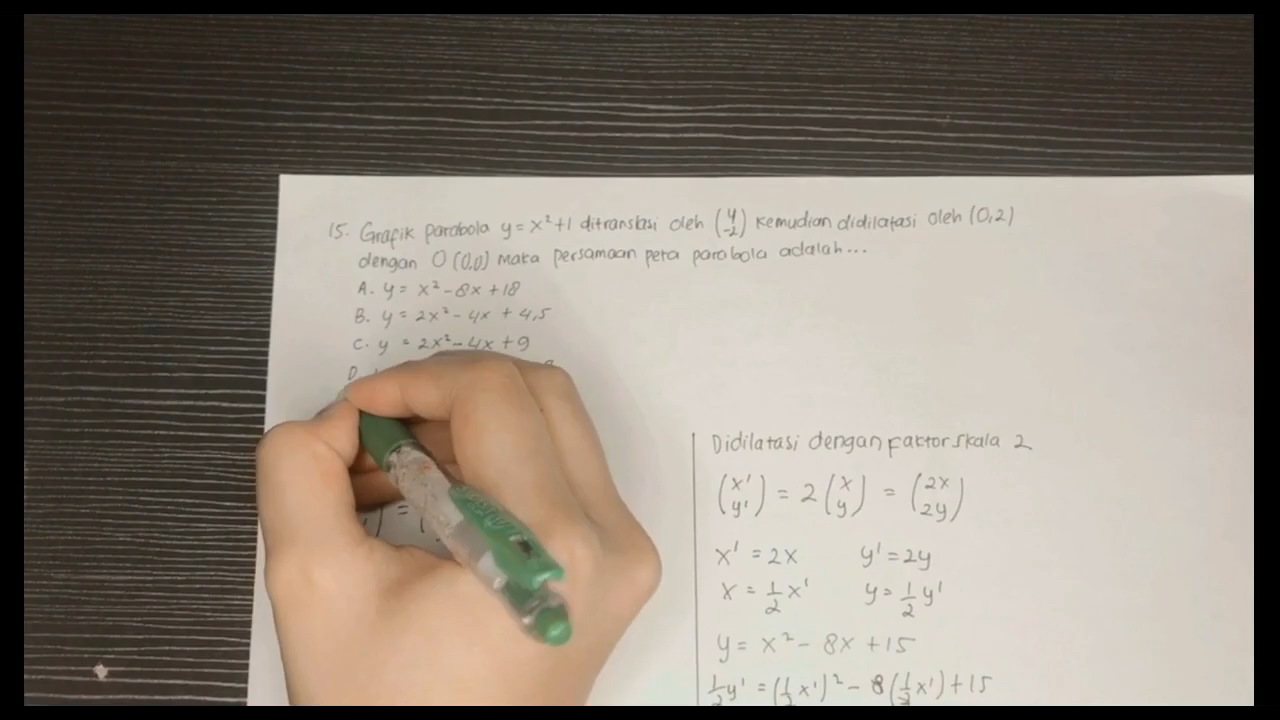 15. Grafik parabola y = x²+1 ditranslasi oleh (4 -2) kemudian didilatasi oleh (0,2)
dengan O (0,0) maka persamaan peta parabola adalah...
A. y = x² - 8x + 18
B. y = 2x² - 4x + 4,5
C. y = 2x² - 4x + 9
D.
Didilatasi dengan faktor skala 2
(x' y') = 2 (x y) = (2x 2y)
x' = 2x y' = 2y
x = 1/2 x' y = 1/2 y'
y = x² - 8x + 15
1/2 y' = (1/2 x')² - 8 (1/2 x') + 15